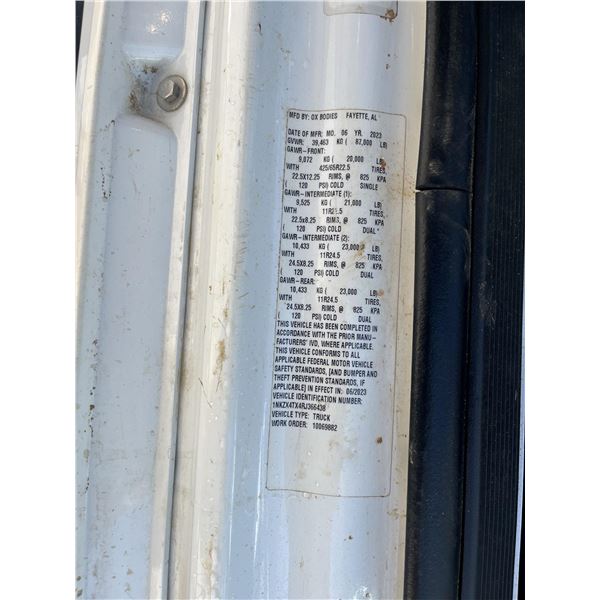 MFD BY: OX BODIES FAYETTE, AL
DATE OF MFR: MO. 06 YR. 2023
GVWR: 39,463 KG ( 87,000 LB)
GAWR-FRONT:
9,072 KG ( 20,000 LB)
WITH 425/65R22.5 TIRES,
22.5X12.25 RIMS, @ 825 KPA
( 120 PSI) COLD SINGLE
GAWR-INTERMEDIATE (1):
9,525 KG ( 21,000 LB)
WITH TIRES,
22.5x8.25 RIMS, @ 825 KPA
( 120 PSI) COLD DUAL
GAWR-INTERMEDIATE (2):
10,433 KG ( 23,000 LB)
WITH 11R24.5 TIRES,
24.5X8.25 RIMS, @ 825 KPA
( 120 PSI) COLD DUAL
GAWR-REAR:
10,433 KG ( 23,000 LB)
WITH 11R24.5 TIRES,
24.5X8.25 RIMS, @ 825 KPA
( 120 PSI) COLD DUAL
THIS VEHICLE HAS BEEN COMPLETED IN
ACCORDANCE WITH THE PRIOR MANU-
FACTURERS' IVD, WHERE APPLICABLE.
THIS VEHICLE CONFORMS TO ALL
APPLICABLE FEDERAL MOTOR VEHICLE
SAFETY STANDARDS, [AND BUMPER AND
THEFT PREVENTION STANDARDS, IF
APPLICABLE] IN EFFECT IN: 06/2023
VEHICLE IDENTIFICATION NUMBER:
1NKZX4TX4RJ366438
VEHICLE TYPE: TRUCK
WORK ORDER: 10069882